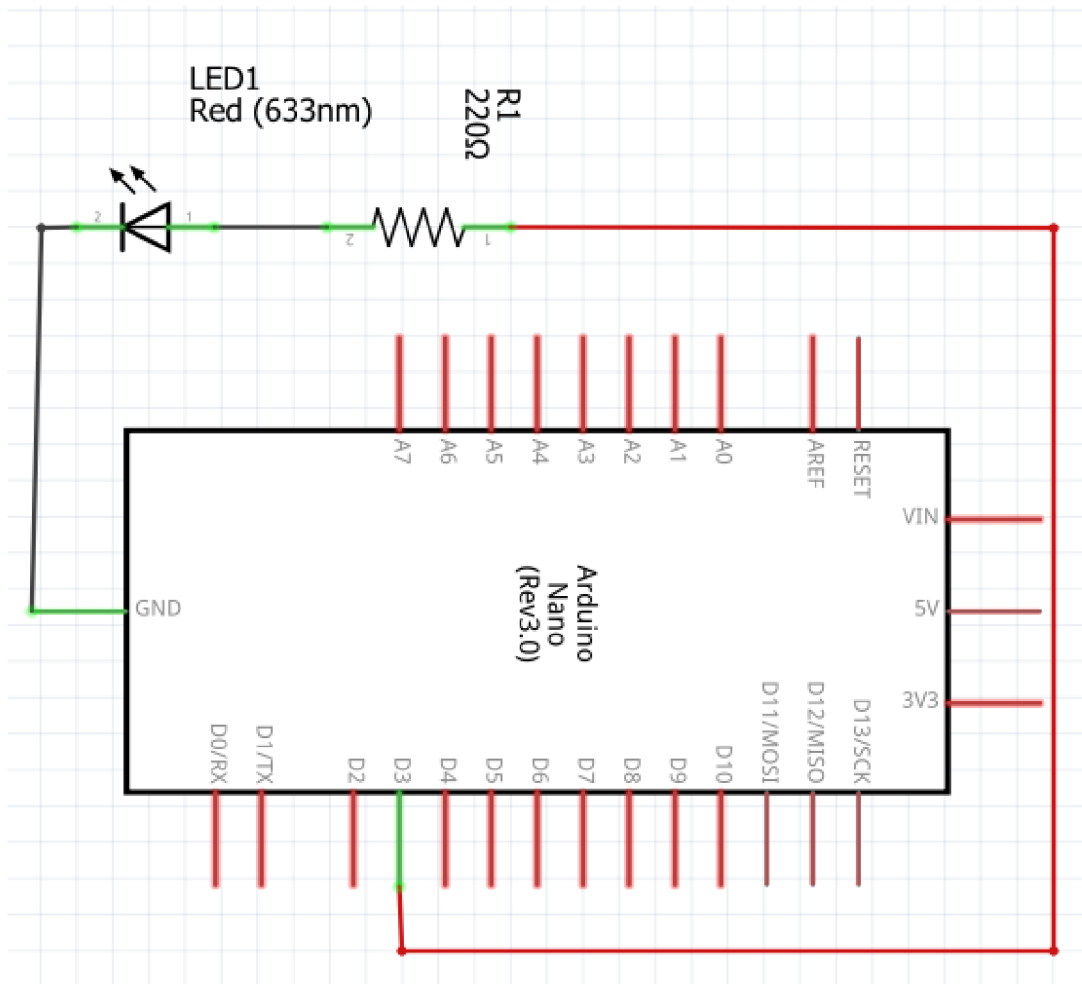 LED1
Red (633nm)
R1
220Ω
2
1
2
1
A7
A6
A5
A4
A3
A2
A1
A0
AREF
RESET
VIN
5V
3V3
GND
Arduino
Nano
(Rev3.0)
D0/RX
D1/TX
D2
D3
D4
D5
D6
D7
D8
D9
D10
D11/MOSI
D12/MISO
D13/SCK